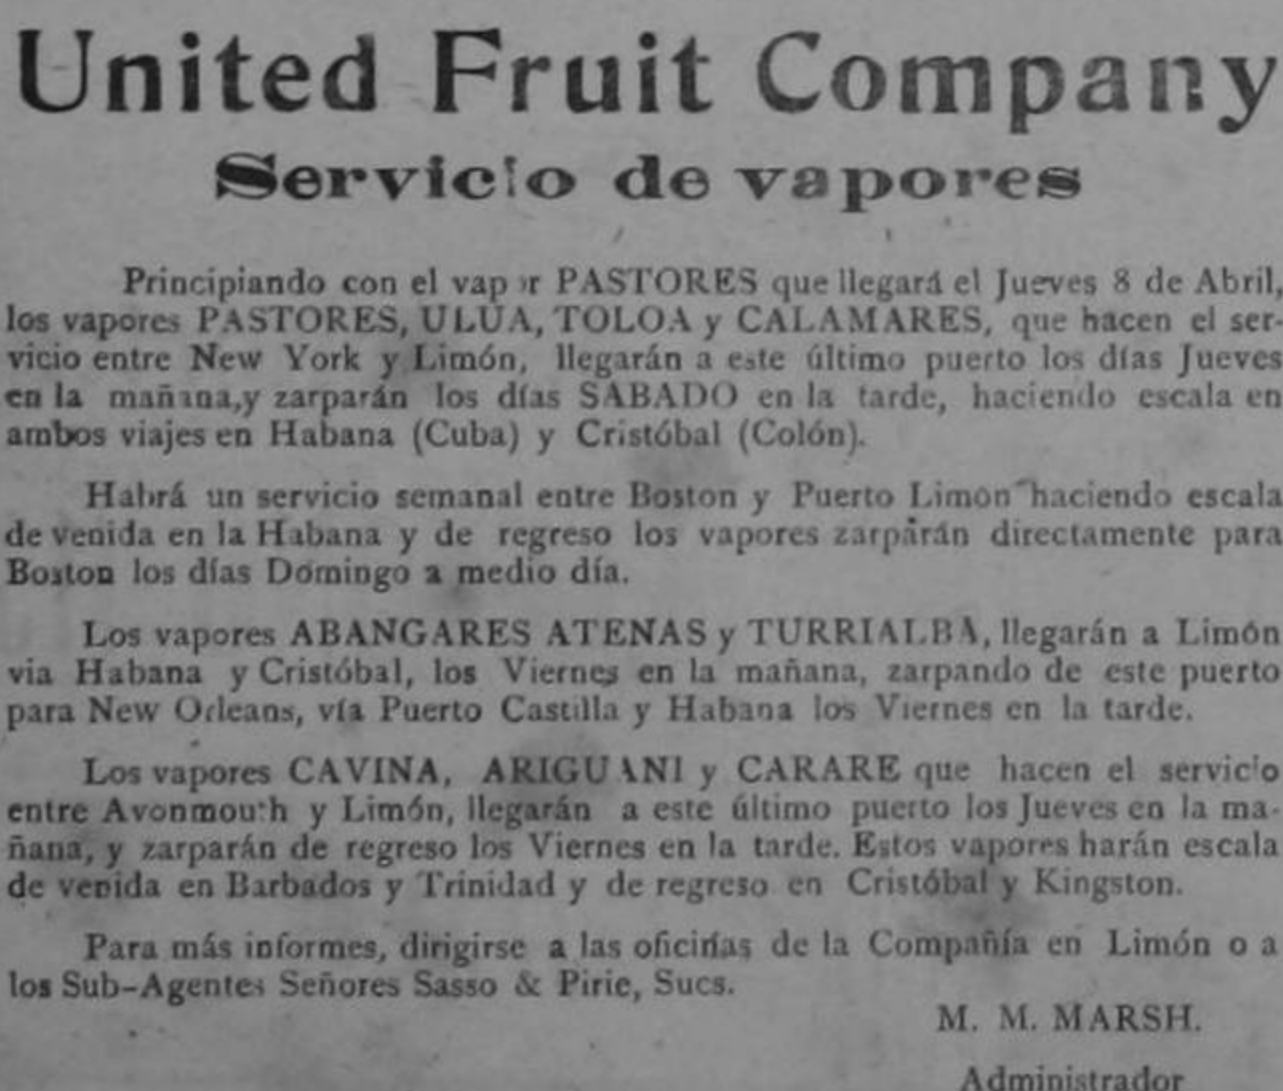 United Fruit Company
Servicio de vapores
Principiando con el vapor PASTORES que llegará el Jueves 8 de Abril,
los vapores PASTORES, ULUA, TOLOA y CALAMARES, que hacen el ser-
vicio entre New York y Limón, llegarán a este último puerto los días Jueves
en la mañana, y zarparán los días SABADO en la tarde, haciendo escala en
ambos viajes en Habana (Cuba) y Cristóbal (Colón).
Habrá un servicio semanal entre Boston y Puerto Limón haciendo escala
de venida en la Habana y de regreso los vapores zarparán directamente para
Boston los días Domingo a medio día.
Los vapores ABANGARES ATENAS y TURRIALBA, llegarán a Limón
via Habana y Cristóbal, los Viernes en la mañana, zarpando de este puerto
para New Orleans, vía Puerto Castilla y Habana los Viernes en la tarde.
Los vapores CAVINA, ARIGUANI y CARARE que hacen el servicio
entre Avonmouth y Limón, llegarán a este último puerto los Jueves en la ma-
ñana, y zarparán de regreso los Viernes en la tarde. Estos vapores harán escala
de venida en Barbados y Trinidad y de regreso en Cristóbal y Kingston.
Para más informes, dirigirse a las oficinas de la Compañía en Limón o a
los Sub-Agentes Señores Sasso & Pirie, Sucs.
M. M. MARSH.
Administrador